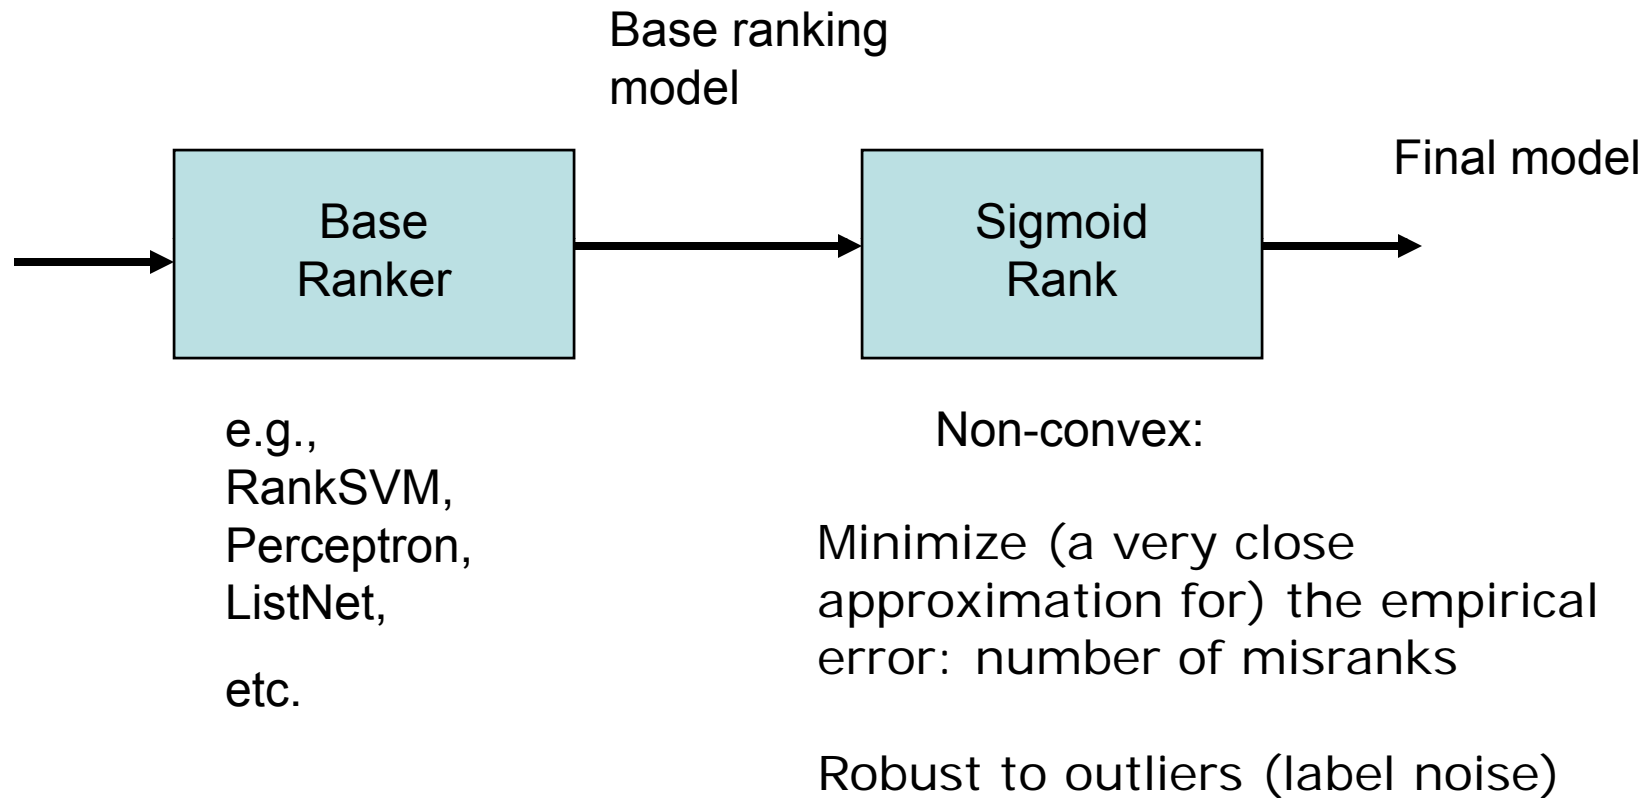 Base ranking
model
Final model
Base
Ranker
Sigmoid
Rank
e.g.,
RankSVM,
Perceptron,
ListNet,
etc.
Non-convex:
Minimize (a very close
approximation for) the empirical
error: number of misranks
Robust to outliers (label noise)